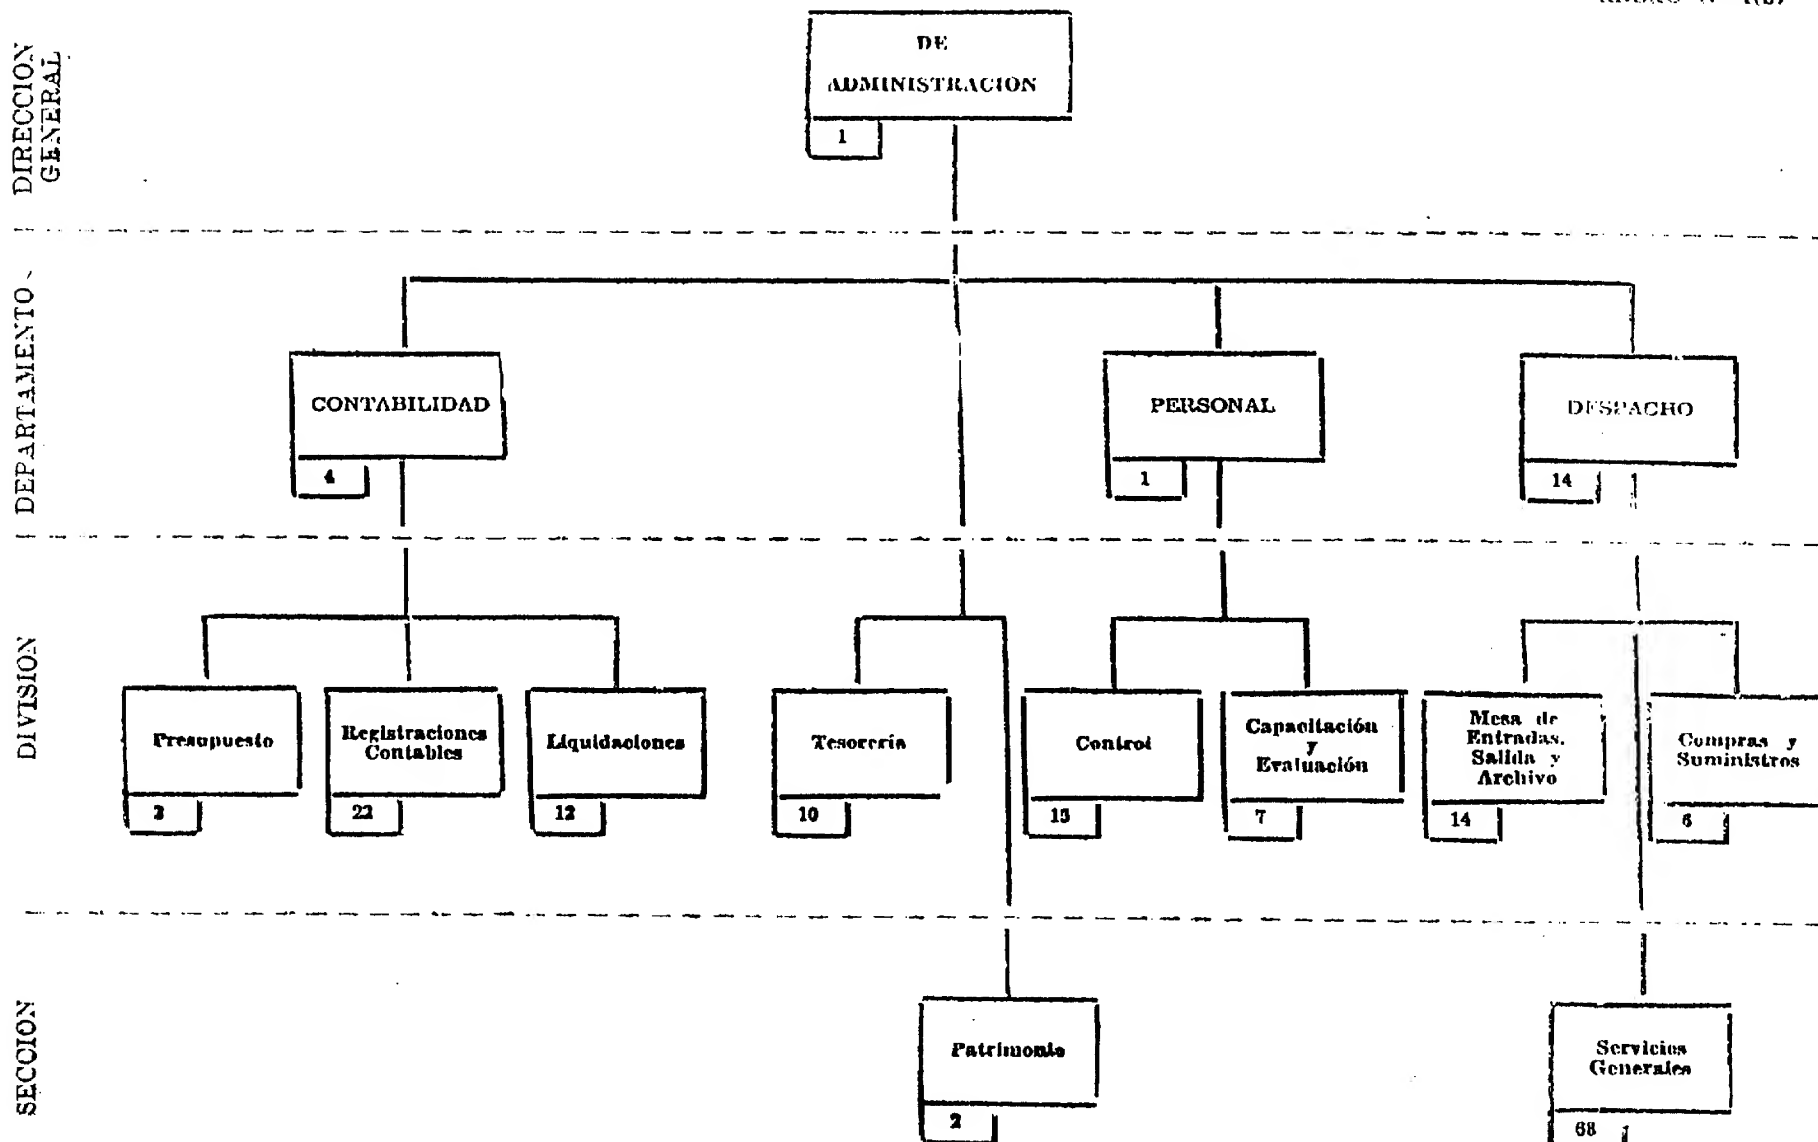 DIRECCION
GENERAL
DE
ADMINISTRACION
1
DEPARTAMENTO
CONTABILIDAD
4
PERSONAL
1
DESPACHO
14
DIVISION
Presupuesto
Registraciones
Contables
22
Liquidaciones
12
Tesorería
10
Control
Capacitación
y
Evaluación
7
Mesa de
Entradas.
Salida y
Archivo
14
Compras y
Suministros
6
SECCION
Patrimonio
2
Servicios
Generales
68